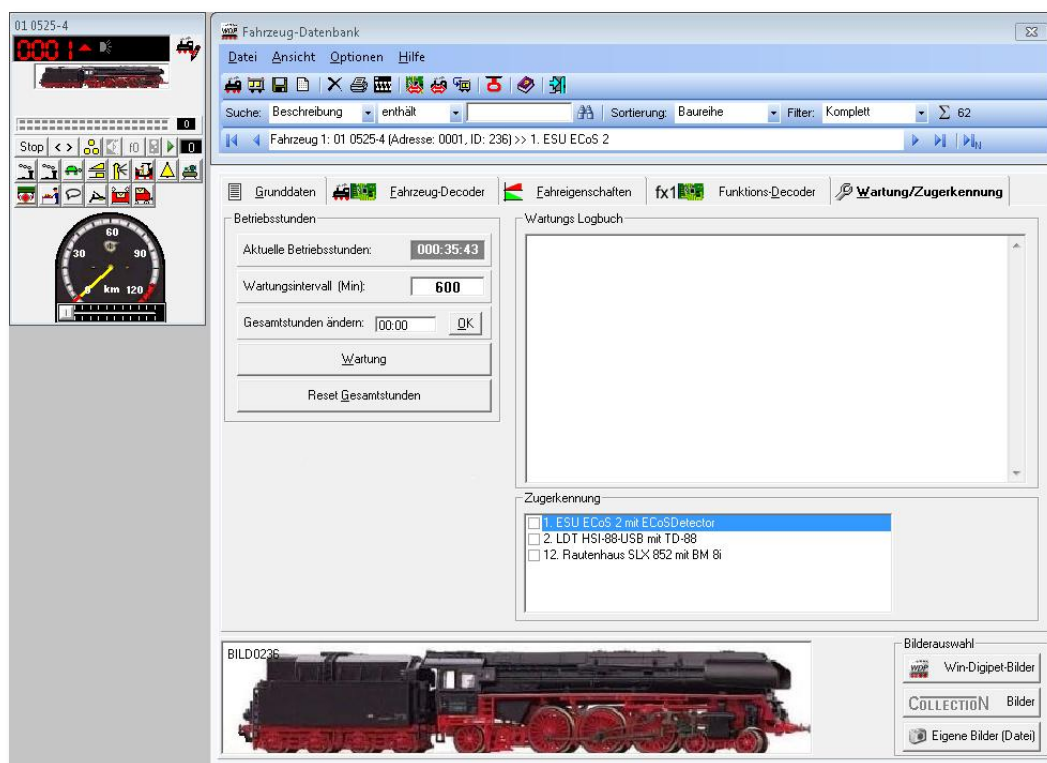 01 0525-4
0001
0
Stop < > f0 0
60
30 90
0 km 120
WDP Fahrzeug-Datenbank
Datei Ansicht Optionen Hilfe
Suche: Beschreibung enthält Sortierung: Baureihe Filter: Komplett Σ 62
Fahrzeug 1: 01 0525-4 (Adresse: 0001, ID: 236) >> 1. ESU ECoS 2 N
Grunddaten Fahrzeug-Decoder Fahreigenschaften fx1 Funktions-Decoder Wartung/Zugerkennung
Betriebsstunden
Aktuelle Betriebsstunden: 000:35:43
Wartungsintervall (Min): 600
Gesamtstunden ändern: 00:00 OK
Wartung
Reset Gesamtstunden
Wartungs Logbuch
Zugerkennung
1. ESU ECoS 2 mit ECoSDetector
2. LDT HSI-88-USB mit TD-88
12. Rautenhaus SLX 852 mit BM 8i
BILD0236
Bilderauswahl
WDP Win-Digipet-Bilder
COLLECTION Bilder
Eigene Bilder (Datei)